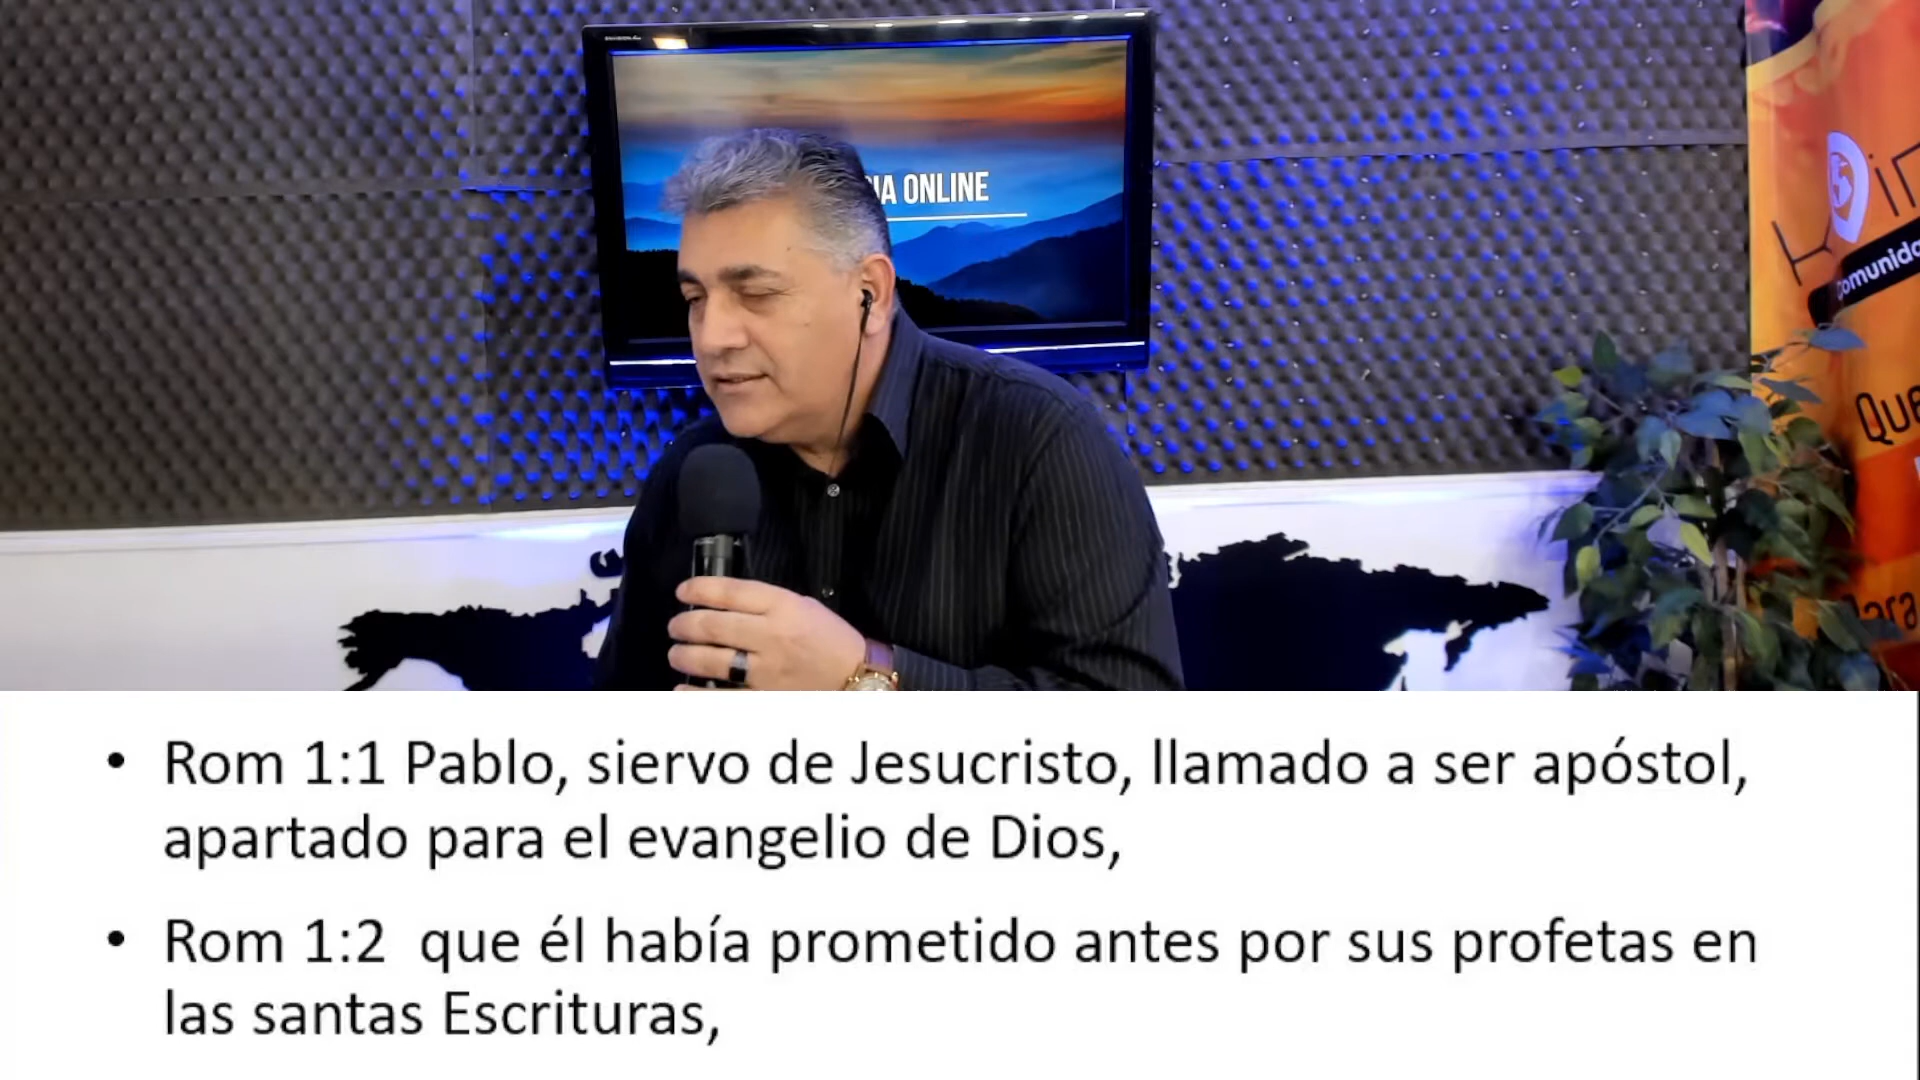 ONLINE
Que
• Rom 1:1 Pablo, siervo de Jesucristo, llamado a ser apóstol,
apartado para el evangelio de Dios,
• Rom 1:2 que él había prometido antes por sus profetas en
las santas Escrituras,